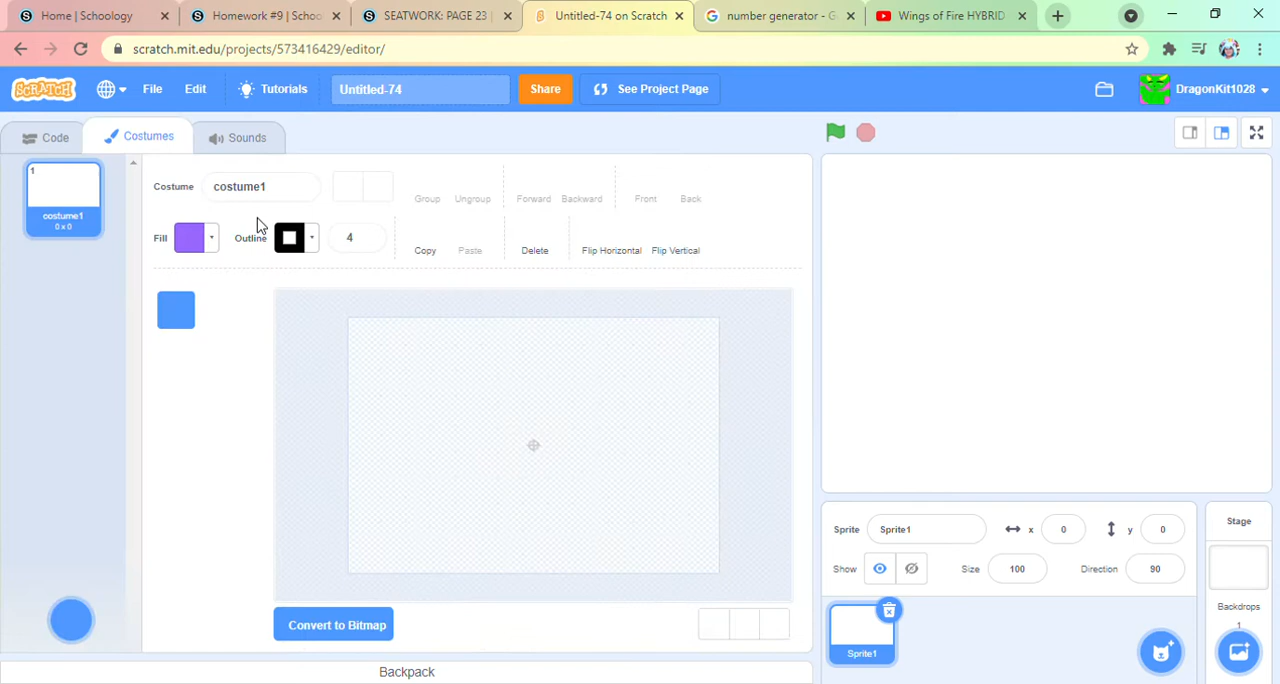 Home | Schoology
Homework #9 | Schoo
SEATWORK: PAGE 23 |
Untitled-74 on Scratch
number generator - G
Wings of Fire HYBRID
scratch.mit.edu/projects/573416429/editor/
SCRATCH
File
Edit
Tutorials
Untitled-74
Share
See Project Page
DragonKit1028
Code
Costumes
Sounds
1
costume1
0 x 0
Costume
costume1
Group
Ungroup
Forward
Backward
Front
Back
Fill
Outline
4
Copy
Paste
Delete
Flip Horizontal
Flip Vertical
Convert to Bitmap
Backpack
Sprite
Sprite1
x
0
y
0
Show
Size
100
Direction
90
Sprite1
Stage
Backdrops
1